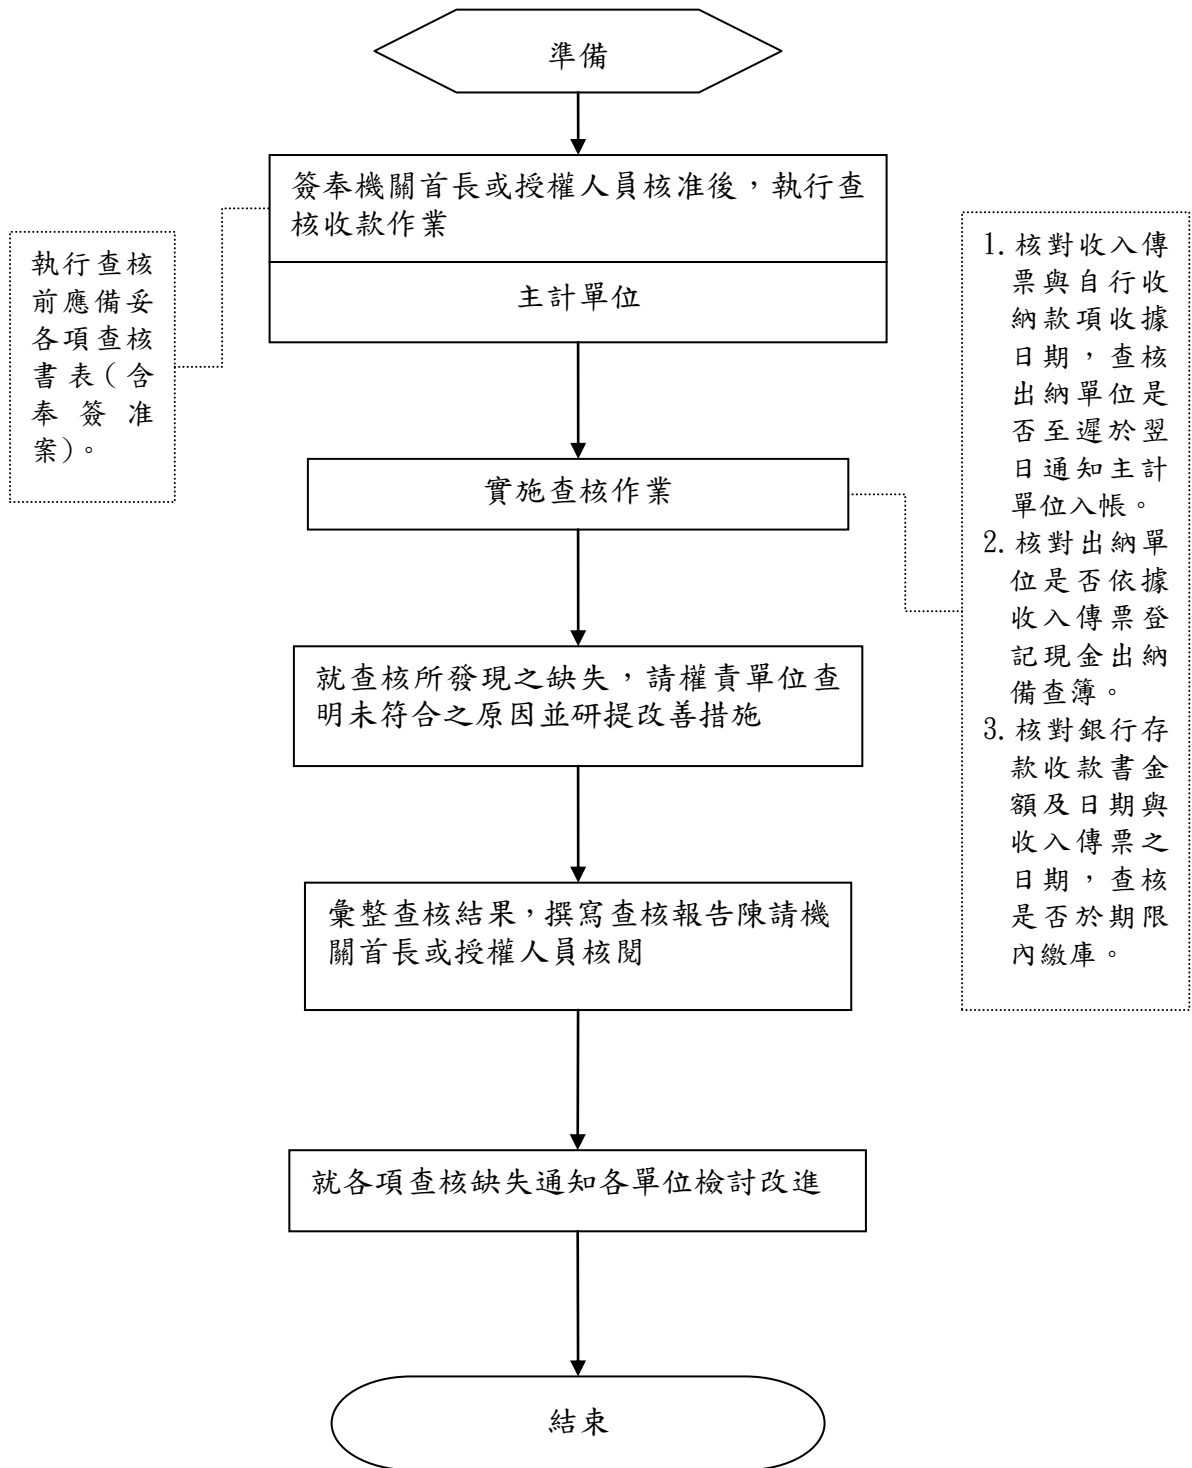 準備
簽奉機關首長或授權人員核准後，執行查
核收款作業
主計單位
執行查核
前應備妥
各項查核
書表（含
奉簽准
案）。
實施查核作業
1. 核對收入傳
票與自行收
納款項收據
日期，查核
出納單位是
否至遲於翌
日通知主計
單位入帳。
2. 核對出納單
位是否依據
收入傳票登
記現金出納
備查簿。
3. 核對銀行存
款收款書金
額及日期與
收入傳票之
日期，查核
是否於期限
內繳庫。
就查核所發現之缺失，請權責單位查
明未符合之原因並研提改善措施
彙整查核結果，撰寫查核報告陳請機
關首長或授權人員核閱
就各項查核缺失通知各單位檢討改進
結束